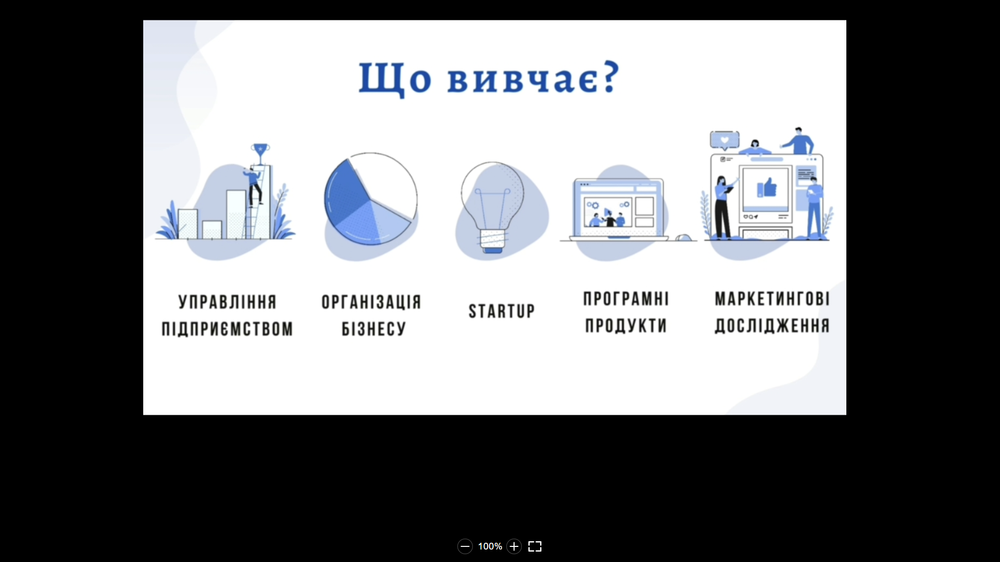 Що вивчає?
УПРАВЛІННЯ
ПІДПРИЄМСТВОМ
ОРГАНІЗАЦІЯ
БІЗНЕСУ
STARTUP
ПРОГРАМНІ
ПРОДУКТИ
МАРКЕТИНГОВІ
ДОСЛІДЖЕННЯ
100%